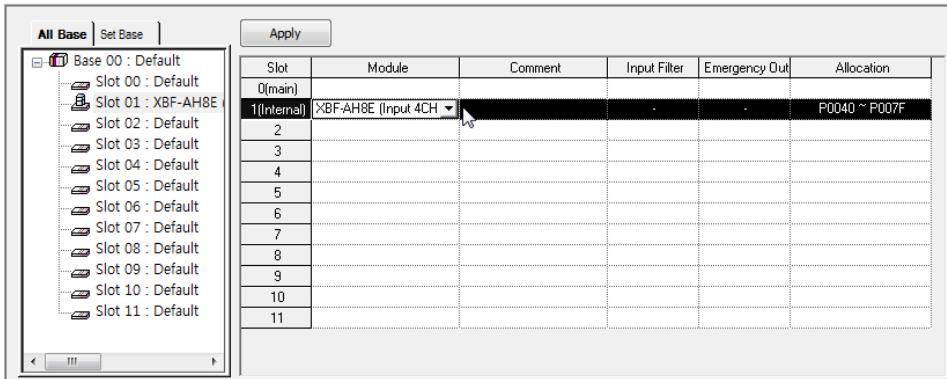 All Base Set Base Apply
Base 00 : Default
Slot 00 : Default
Slot 01 : XBF-AH8E (
Slot 02 : Default
Slot 03 : Default
Slot 04 : Default
Slot 05 : Default
Slot 06 : Default
Slot 07 : Default
Slot 08 : Default
Slot 09 : Default
Slot 10 : Default
Slot 11 : Default
Slot Module Comment Input Filter Emergency Out Allocation
0(main)
1(Internal) XBF-AH8E (Input 4CH - - P0040 ~ P007F
2
3
4
5
6
7
8
9
10
11